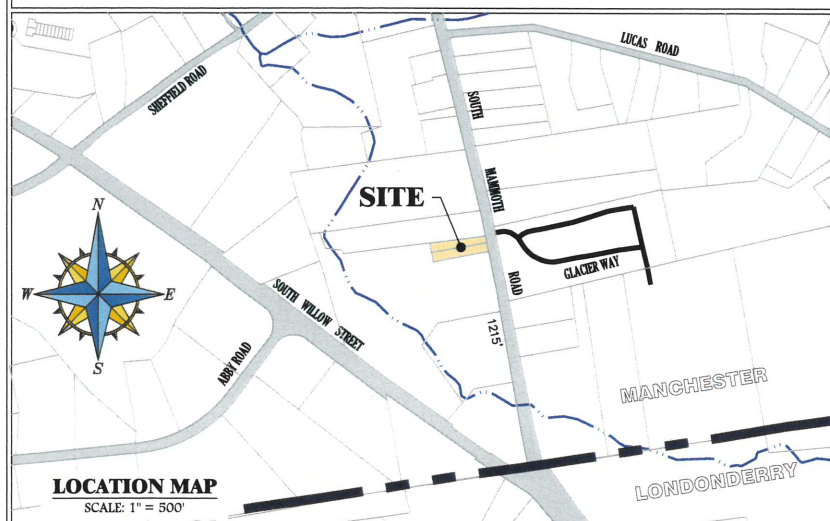 LUCAS ROAD
SHEFFIELD ROAD
SOUTH MAMMOTH ROAD
SITE
N
W
E
S
GLACIER WAY
SOUTH WILLOW STREET
1215'
ABBY ROAD
MANCHESTER
LONDONDERRY
LOCATION MAP
SCALE: 1" = 500'